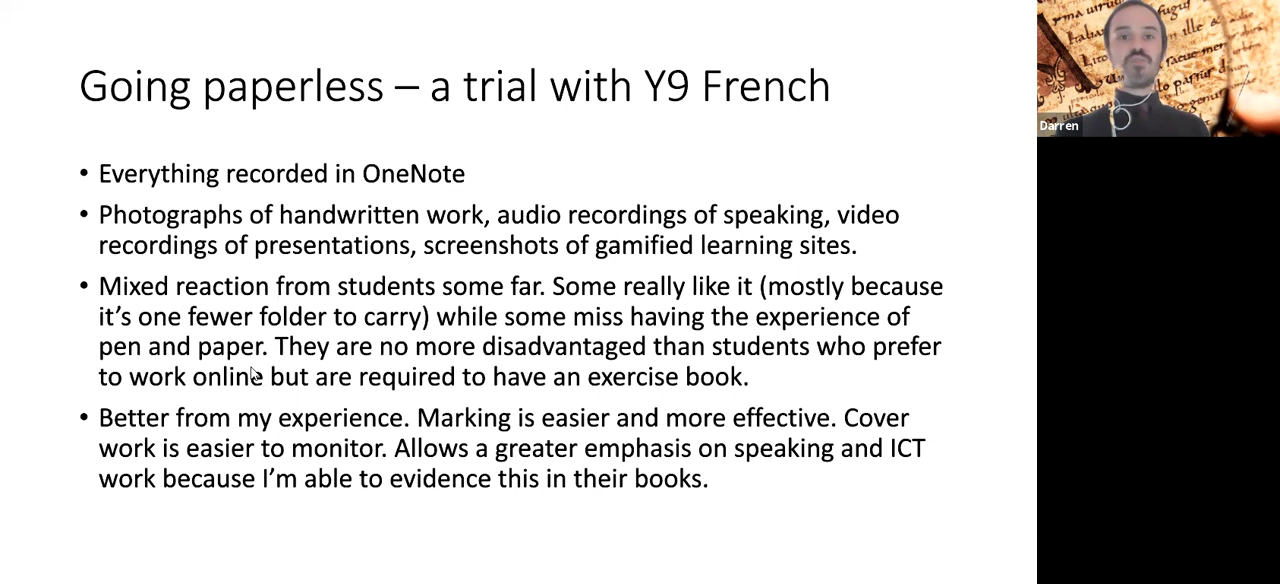 Going paperless – a trial with Y9 French
• Everything recorded in OneNote
• Photographs of handwritten work, audio recordings of speaking, video
recordings of presentations, screenshots of gamified learning sites.
• Mixed reaction from students some far. Some really like it (mostly because
it's one fewer folder to carry) while some miss having the experience of
pen and paper. They are no more disadvantaged than students who prefer
to work online but are required to have an exercise book.
• Better from my experience. Marking is easier and more effective. Cover
work is easier to monitor. Allows a greater emphasis on speaking and ICT
work because I'm able to evidence this in their books.
Darren